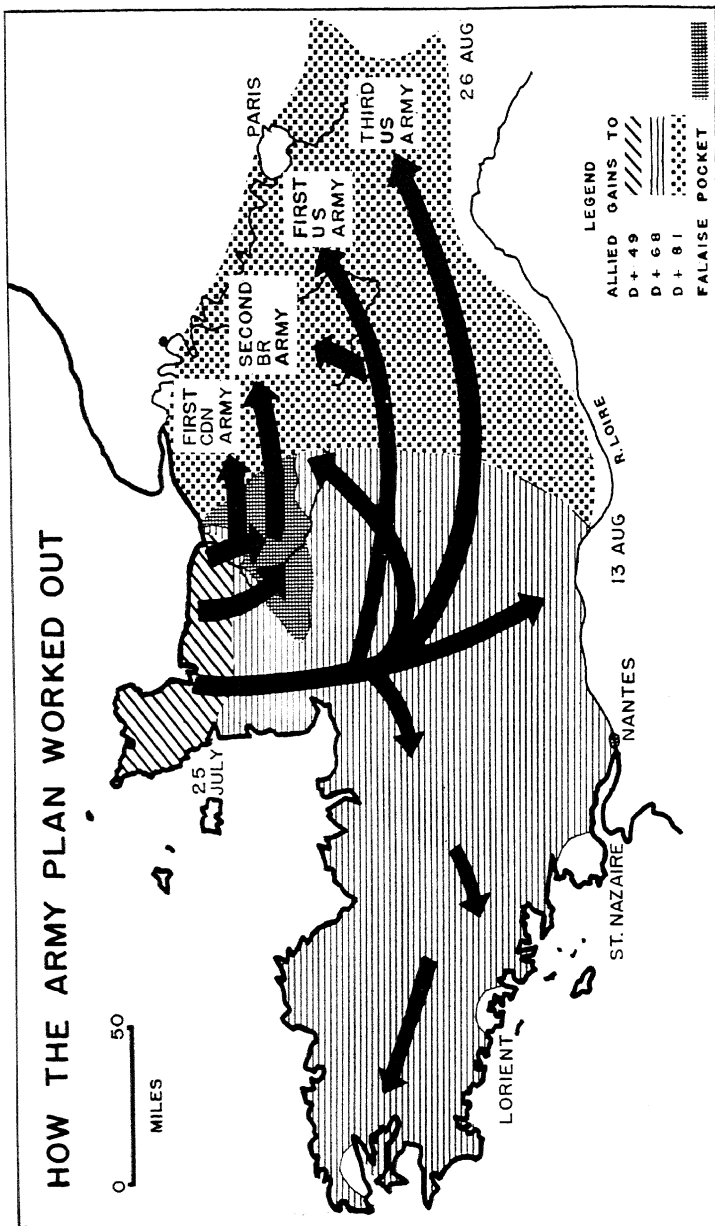 HOW THE ARMY PLAN WORKED OUT
0 50
MILES
25
JULY
PARIS
FIRST
CDN
ARMY
SECOND
BR
ARMY
FIRST
US
ARMY
THIRD
US
ARMY
26 AUG
13 AUG
R. LOIRE
NANTES
ST. NAZAIRE
LORIENT
LEGEND
ALLIED GAINS TO
D + 49
D + 68
D + 81
FALAISE POCKET